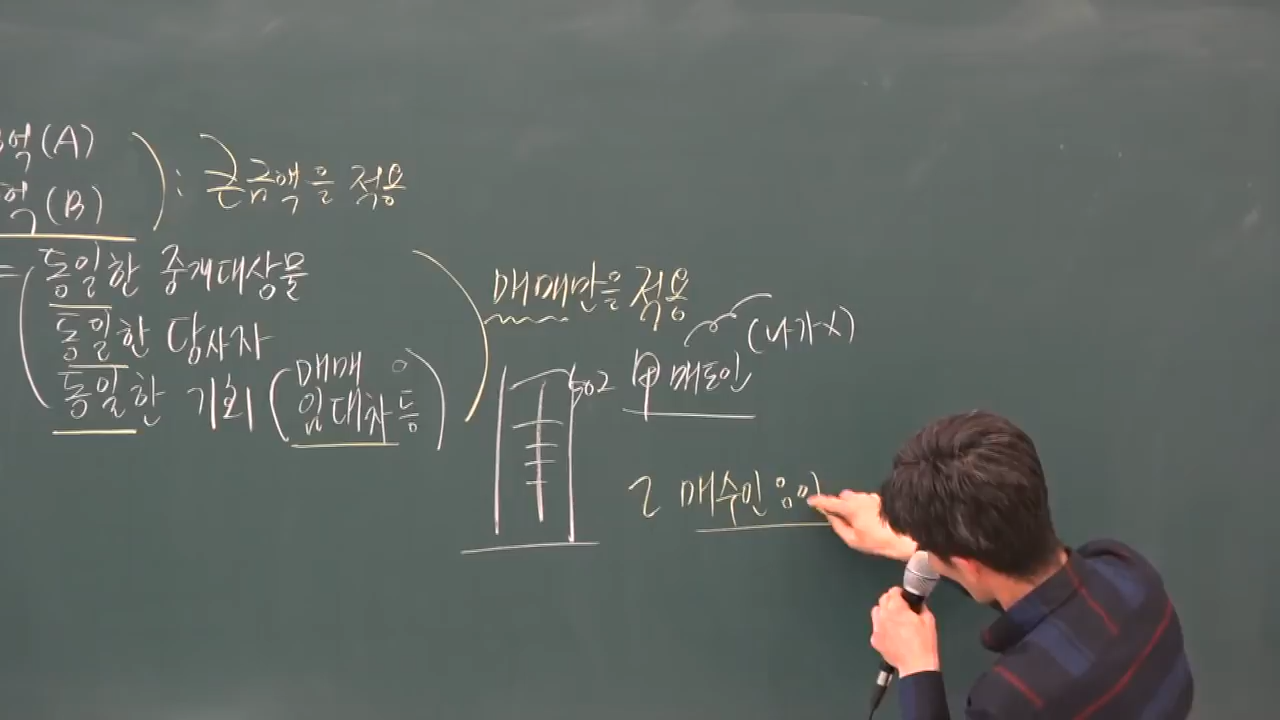 억(A)
억(B) ) : 큰금액을 적용
= ( 동일한 중개대상물
동일한 당사자
동일한 기회 ( 매매
임대차 등 )
매매만을 적용
502 甲 매도인 (나가 X)
乙 매수인